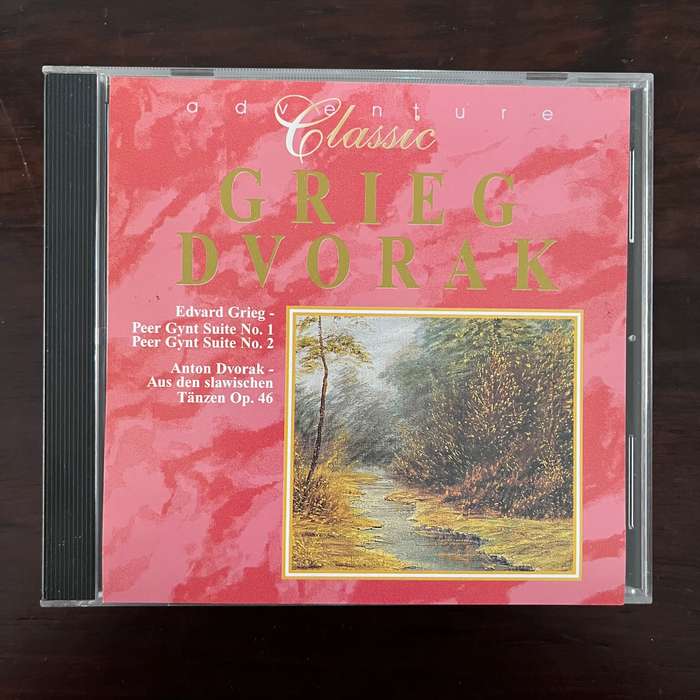 adventure
Classic
GRIEG
DVORAK
Edvard Grieg -
Peer Gynt Suite No. 1
Peer Gynt Suite No. 2
Anton Dvorak -
Aus den slawischen
Tänzen Op. 46